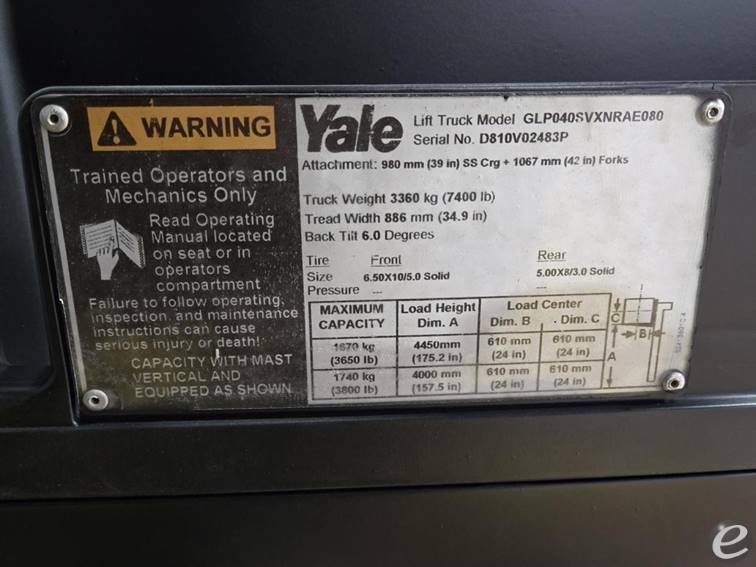 WARNING
Trained Operators and
Mechanics Only
Read Operating
Manual located
on seat or in
operators
compartment
Failure to follow operating,
inspection, and maintenance
instructions can cause
serious injury or death!
CAPACITY WITH MAST
VERTICAL AND
EQUIPPED AS SHOWN
Yale
Lift Truck Model GLP040SVXNRAE080
Serial No. D810V02483P
Attachment: 980 mm (39 in) SS Crg + 1067 mm (42 in) Forks
Truck Weight 3360 kg (7400 lb)
Tread Width 886 mm (34.9 in)
Back Tilt 6.0 Degrees
Tire Front Rear
Size 6.50X10/5.0 Solid 5.00X8/3.0 Solid
Pressure --- ---
MAXIMUM CAPACITY Load Height Dim. A Load Center Dim. B . Dim. C
1670 kg 4450mm 610 mm 610 mm
(3650 lb) (175.2 in) (24 in) (24 in)
1740 kg 4000 mm 610 mm 610 mm
(3800 lb) (157.5 in) (24 in) (24 in)
C
B
A
e